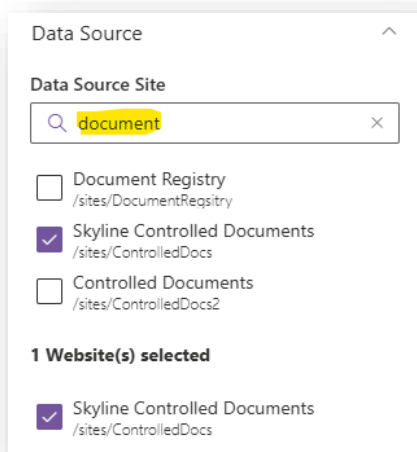 Data Source
Data Source Site
document
Document Registry
/sites/DocumentReqsitry
Skyline Controlled Documents
/sites/ControlledDocs
Controlled Documents
/sites/ControlledDocs2
1 Website(s) selected
Skyline Controlled Documents
/sites/ControlledDocs